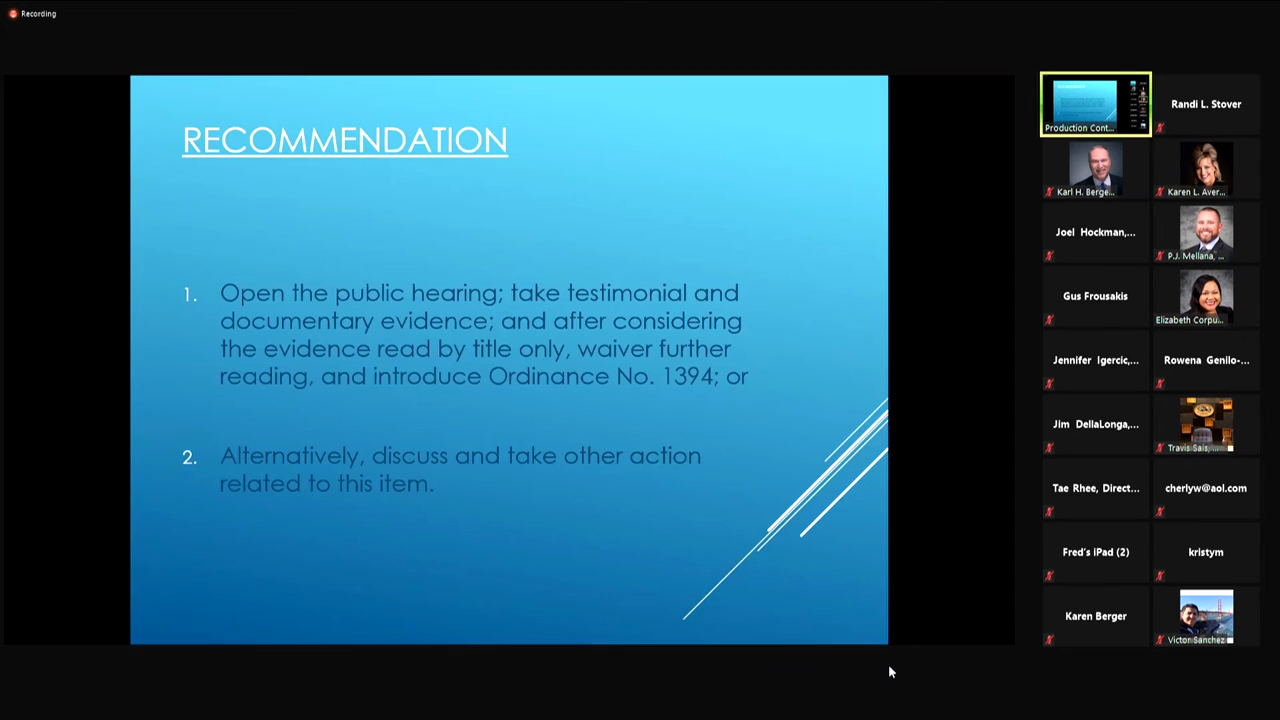 Recording
RECOMMENDATION
1. Open the public hearing; take testimonial and
documentary evidence; and after considering
the evidence read by title only, waiver further
reading, and introduce Ordinance No. 1394; or
2. Alternatively, discuss and take other action
related to this item.
Production Cont...
Randi L. Stover
Karl H. Berge...
Karen L. Aver...
Joel Hockman,...
P.J. Mellana, ...
Gus Frousakis
Elizabeth Corpu...
Jennifer Igercic,...
Rowena Genilo-...
Jim DellaLonga,...
Travis Sais, ...
Tae Rhee, Direct...
cherlyw@aol.com
Fred's iPad (2)
kristym
Karen Berger
Victor Sanchez